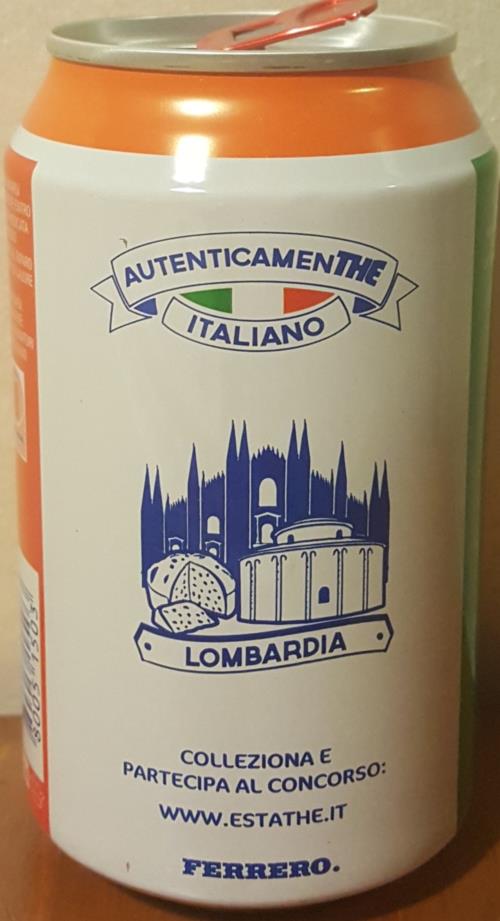 AUTENTICAMENTHE
ITALIANO
LOMBARDIA
COLLEZIONA E
PARTECIPA AL CONCORSO:
WWW.ESTATHE.IT
FERRERO.